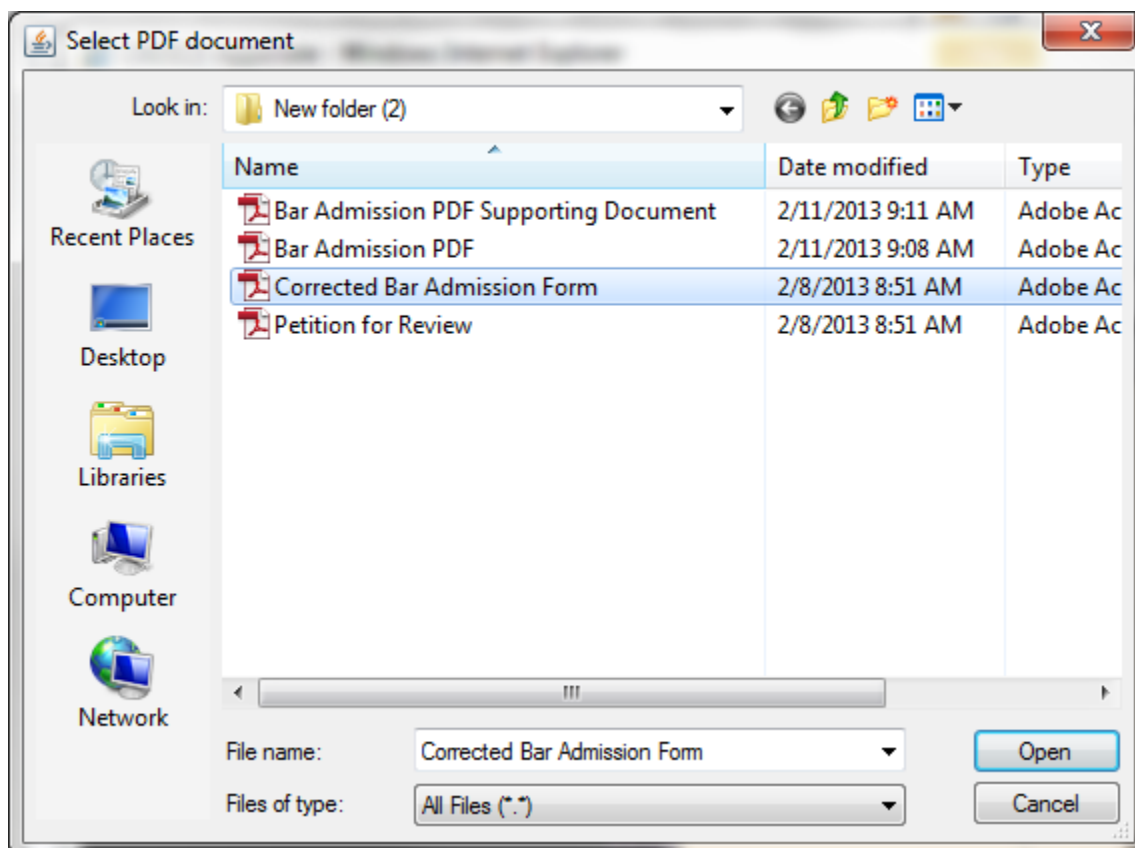 Select PDF document
Windows Internet Explorer
Look in: New folder (2)
Name Date modified Type
Bar Admission PDF Supporting Document 2/11/2013 9:11 AM Adobe Ac
Bar Admission PDF 2/11/2013 9:08 AM Adobe Ac
Corrected Bar Admission Form 2/8/2013 8:51 AM Adobe Ac
Petition for Review 2/8/2013 8:51 AM Adobe Ac
Recent Places
Desktop
Libraries
Computer
Network
File name: Corrected Bar Admission Form Open
Files of type: All Files (*.*) Cancel